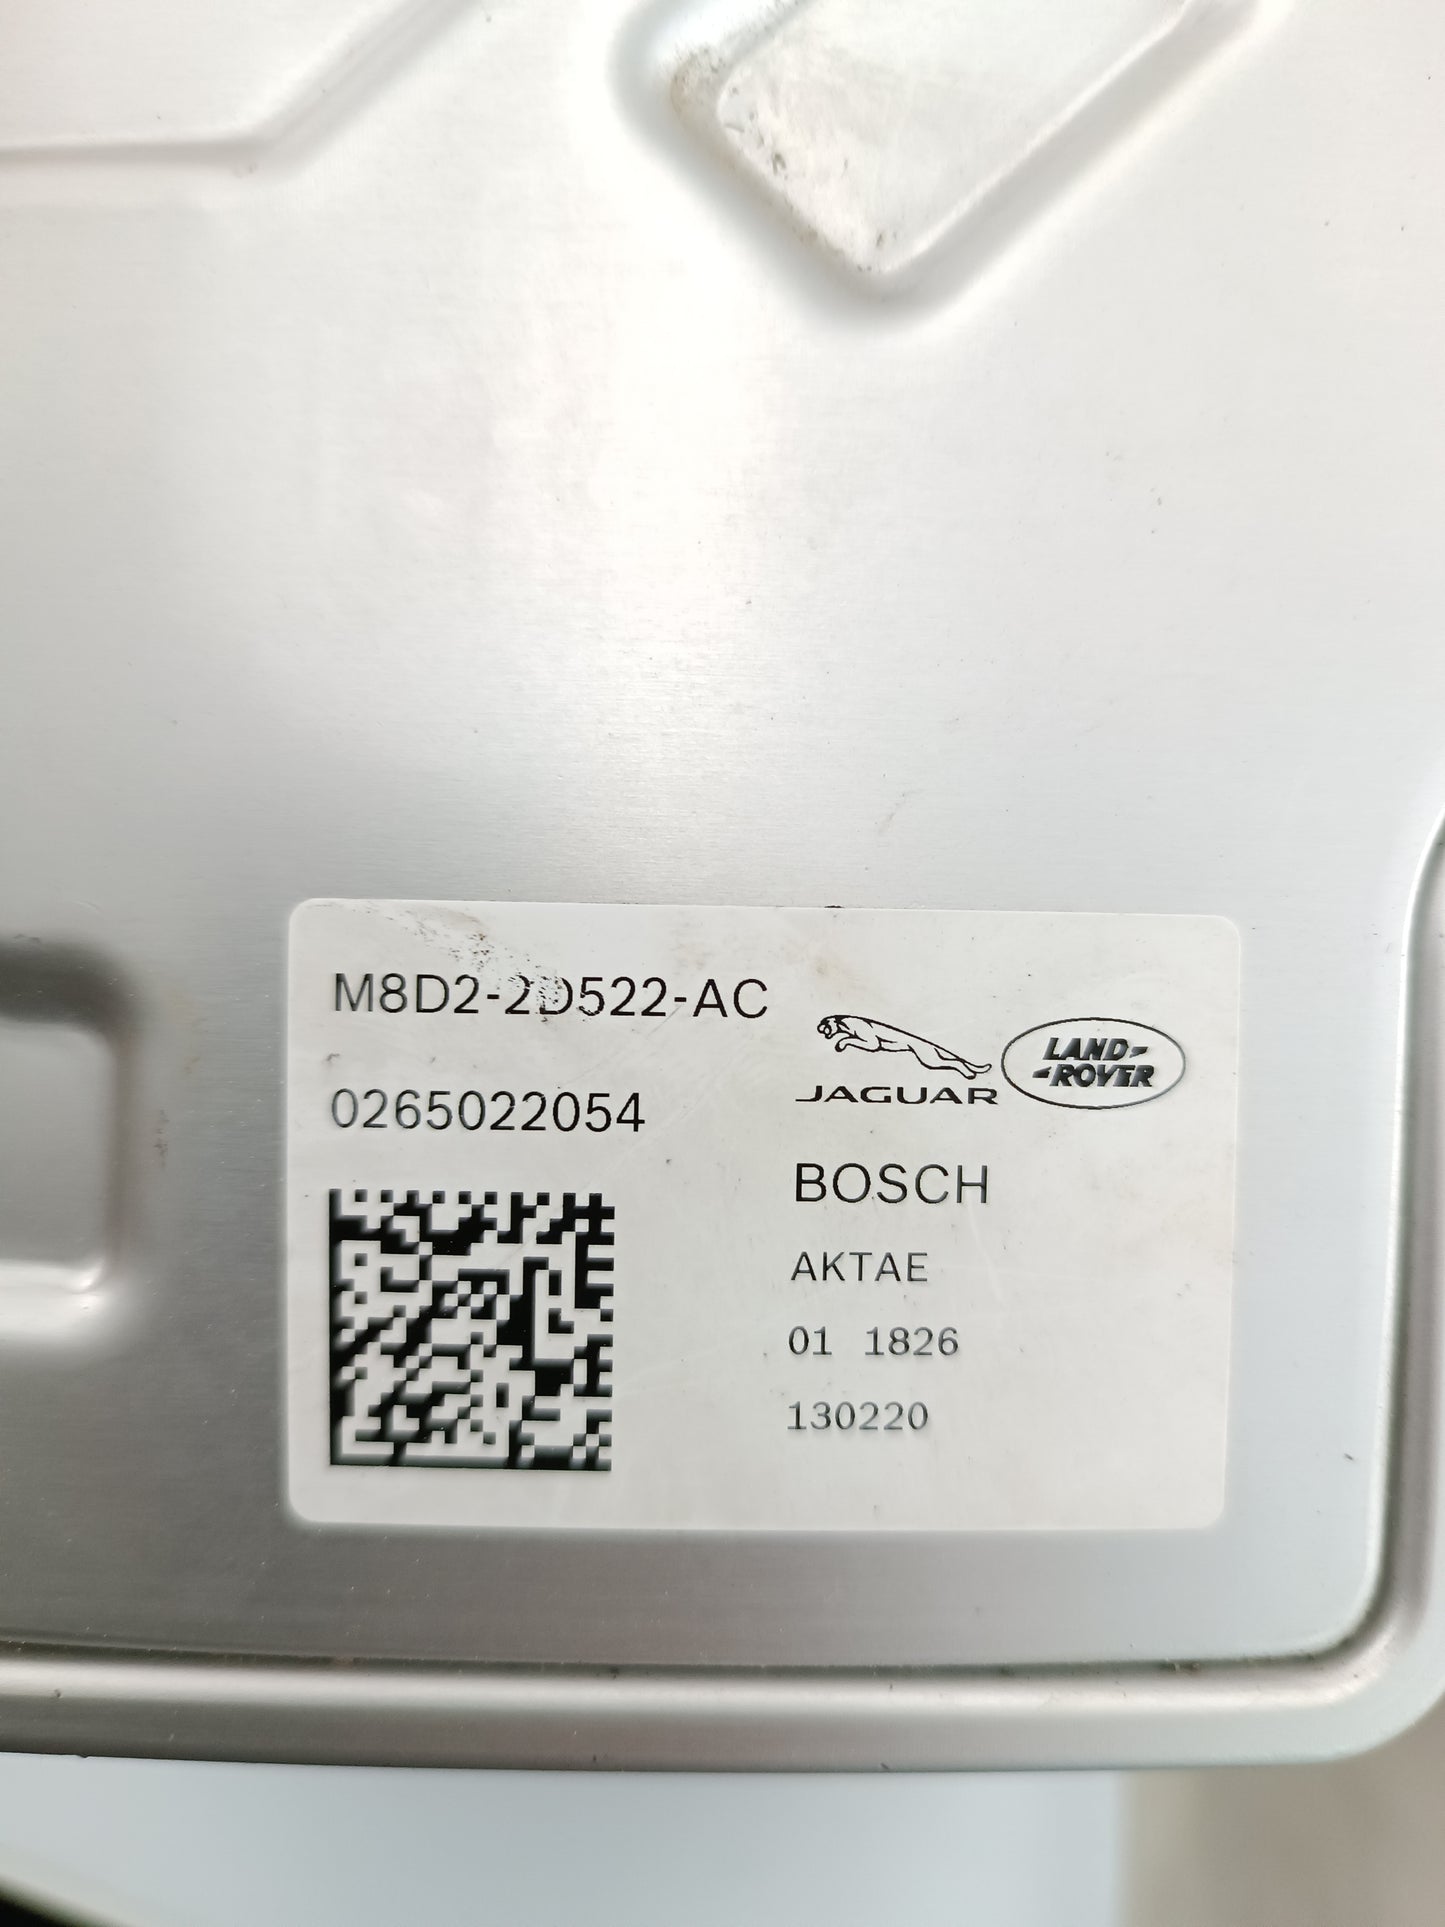 M8D2-2D522-AC
0265022054
JAGUAR
LAND-
-ROVER
BOSCH
AKTAE
01 1826
130220